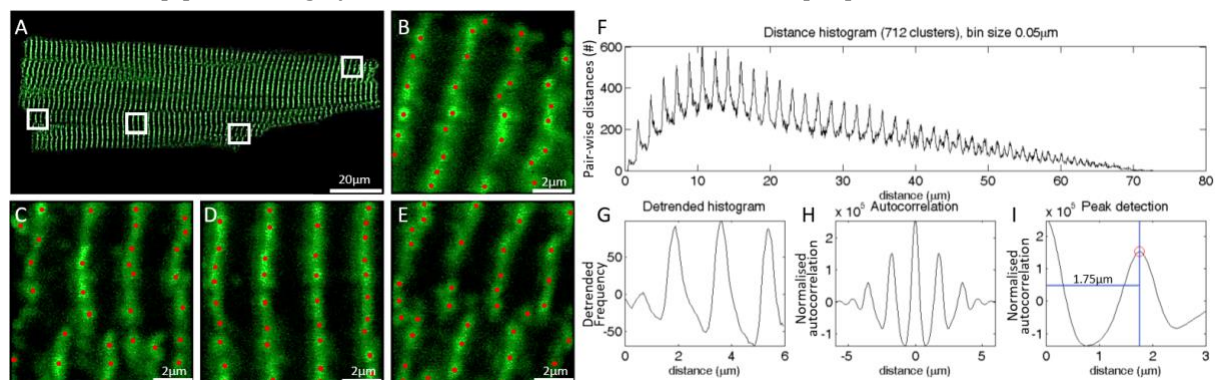 A
20μm
B
2μm
C
2μm
D
2μm
E
2μm
F
Distance histogram (712 clusters), bin size 0.05μm
Pair-wise distances (#)
600
400
200
0
0 10 20 30 40 50 60 70 80
distance (μm)
G
Detrended histogram
Detrended
Frequency
50
0
-50
0 2 4 6
distance (μm)
H
x 10⁵
Autocorrelation
Normalised
autocorrelation
2
1
0
-1
-5 0 5
distance (μm)
I
x 10⁵
Peak detection
Normalised
autocorrelation
2
1
0
-1
1.75μm
0 1 2 3
distance (μm)